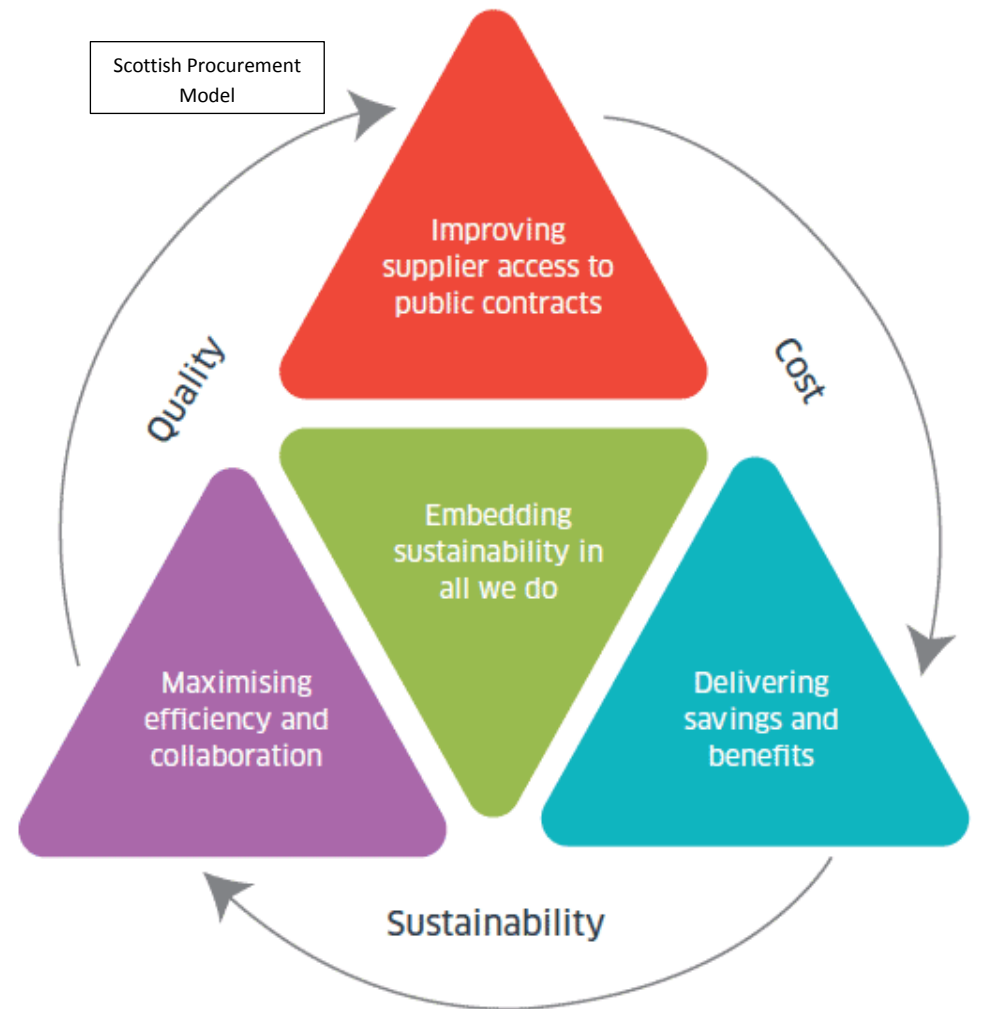 Scottish Procurement
Model
Improving
supplier access to
public contracts
Quality
Cost
Embedding
sustainability in
all we do
Maximising
efficiency and
collaboration
Delivering
savings and
benefits
Sustainability